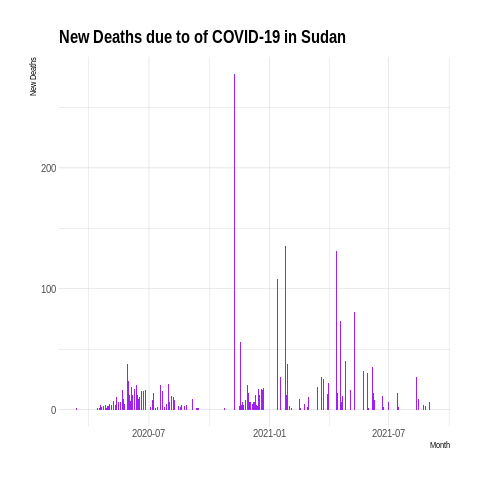 New Deaths due to of COVID-19 in Sudan
New Deaths
200
100
0
2020-07
2021-01
2021-07
Month